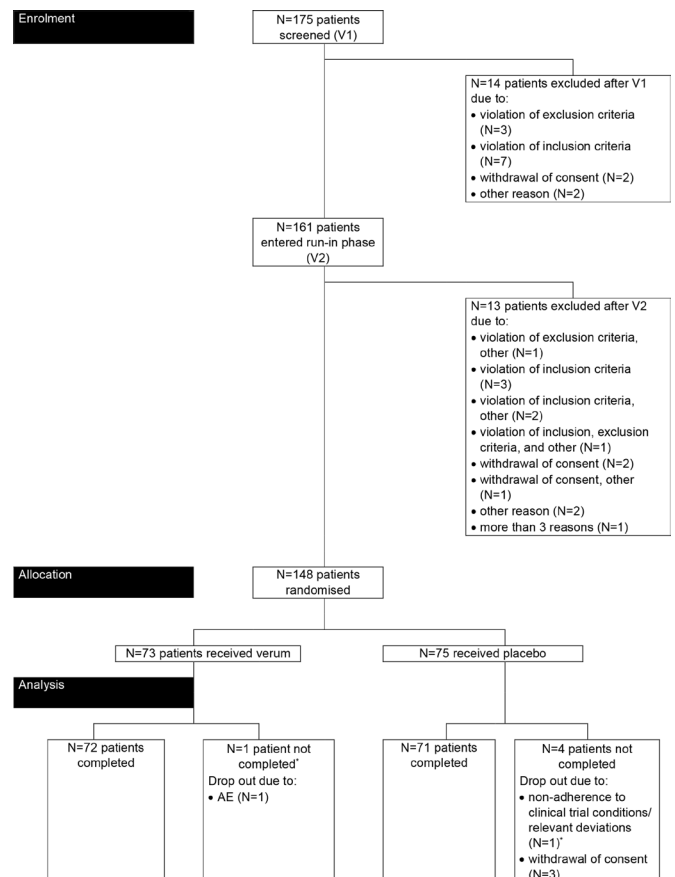 Enrolment
N=175 patients
screened (V1)
N=14 patients excluded after V1
due to:
• violation of exclusion criteria
(N=3)
• violation of inclusion criteria
(N=7)
• withdrawal of consent (N=2)
• other reason (N=2)
N=161 patients
entered run-in phase
(V2)
N=13 patients excluded after V2
due to:
• violation of exclusion criteria,
other (N=1)
• violation of inclusion criteria
(N=3)
• violation of inclusion criteria,
other (N=2)
• violation of inclusion, exclusion
criteria, and other (N=1)
• withdrawal of consent (N=2)
• withdrawal of consent, other
(N=1)
• other reason (N=2)
• more than 3 reasons (N=1)
Allocation
N=148 patients
randomised
N=73 patients received verum
N=75 received placebo
Analysis
N=72 patients
completed
N=1 patient not
completed*
Drop out due to:
• AE (N=1)
N=71 patients
completed
N=4 patients not
completed
Drop out due to:
• non-adherence to
clinical trial conditions/
relevant deviations
(N=1)*
• withdrawal of consent
(N=3)